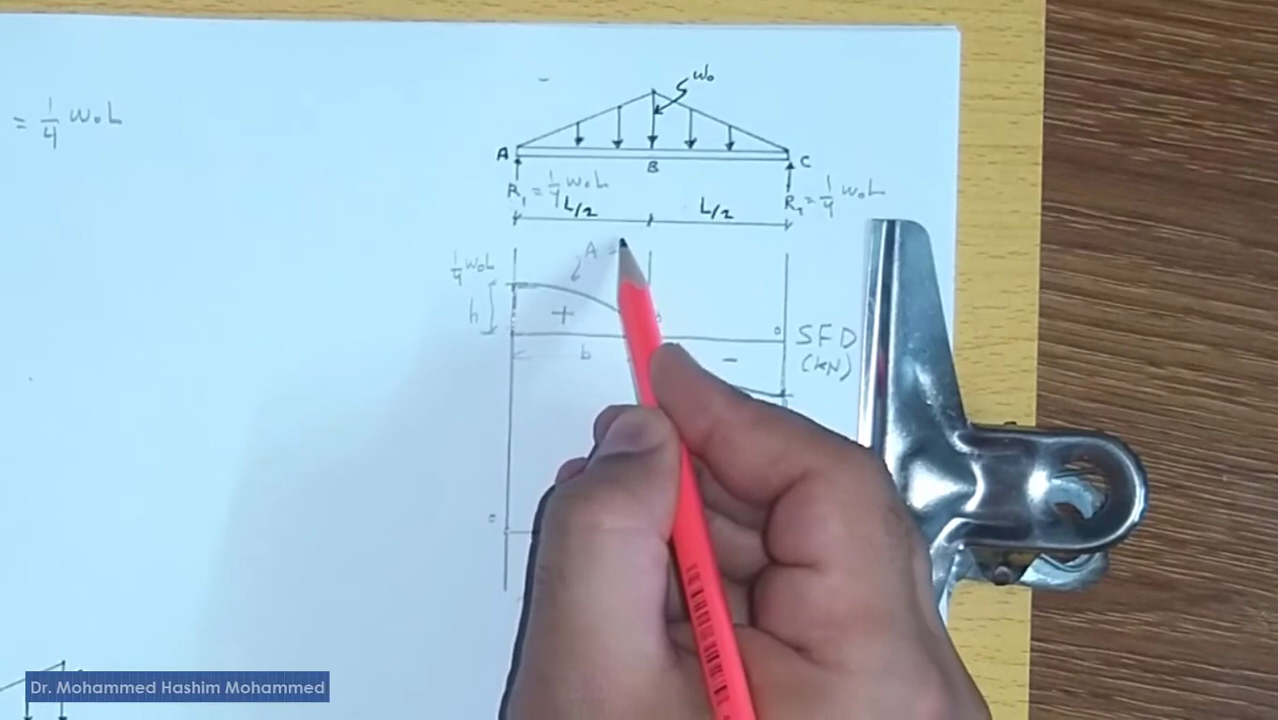 = 1/4 w₀L
w₀
A
B
C
R₁ = 1/4 w₀L
R₂ = 1/4 w₀L
L/2
L/2
A =
1/4 w₀L
h
+
o
o
SFD
(kN)
b
-
o
Dr. Mohammed Hashim Mohammed